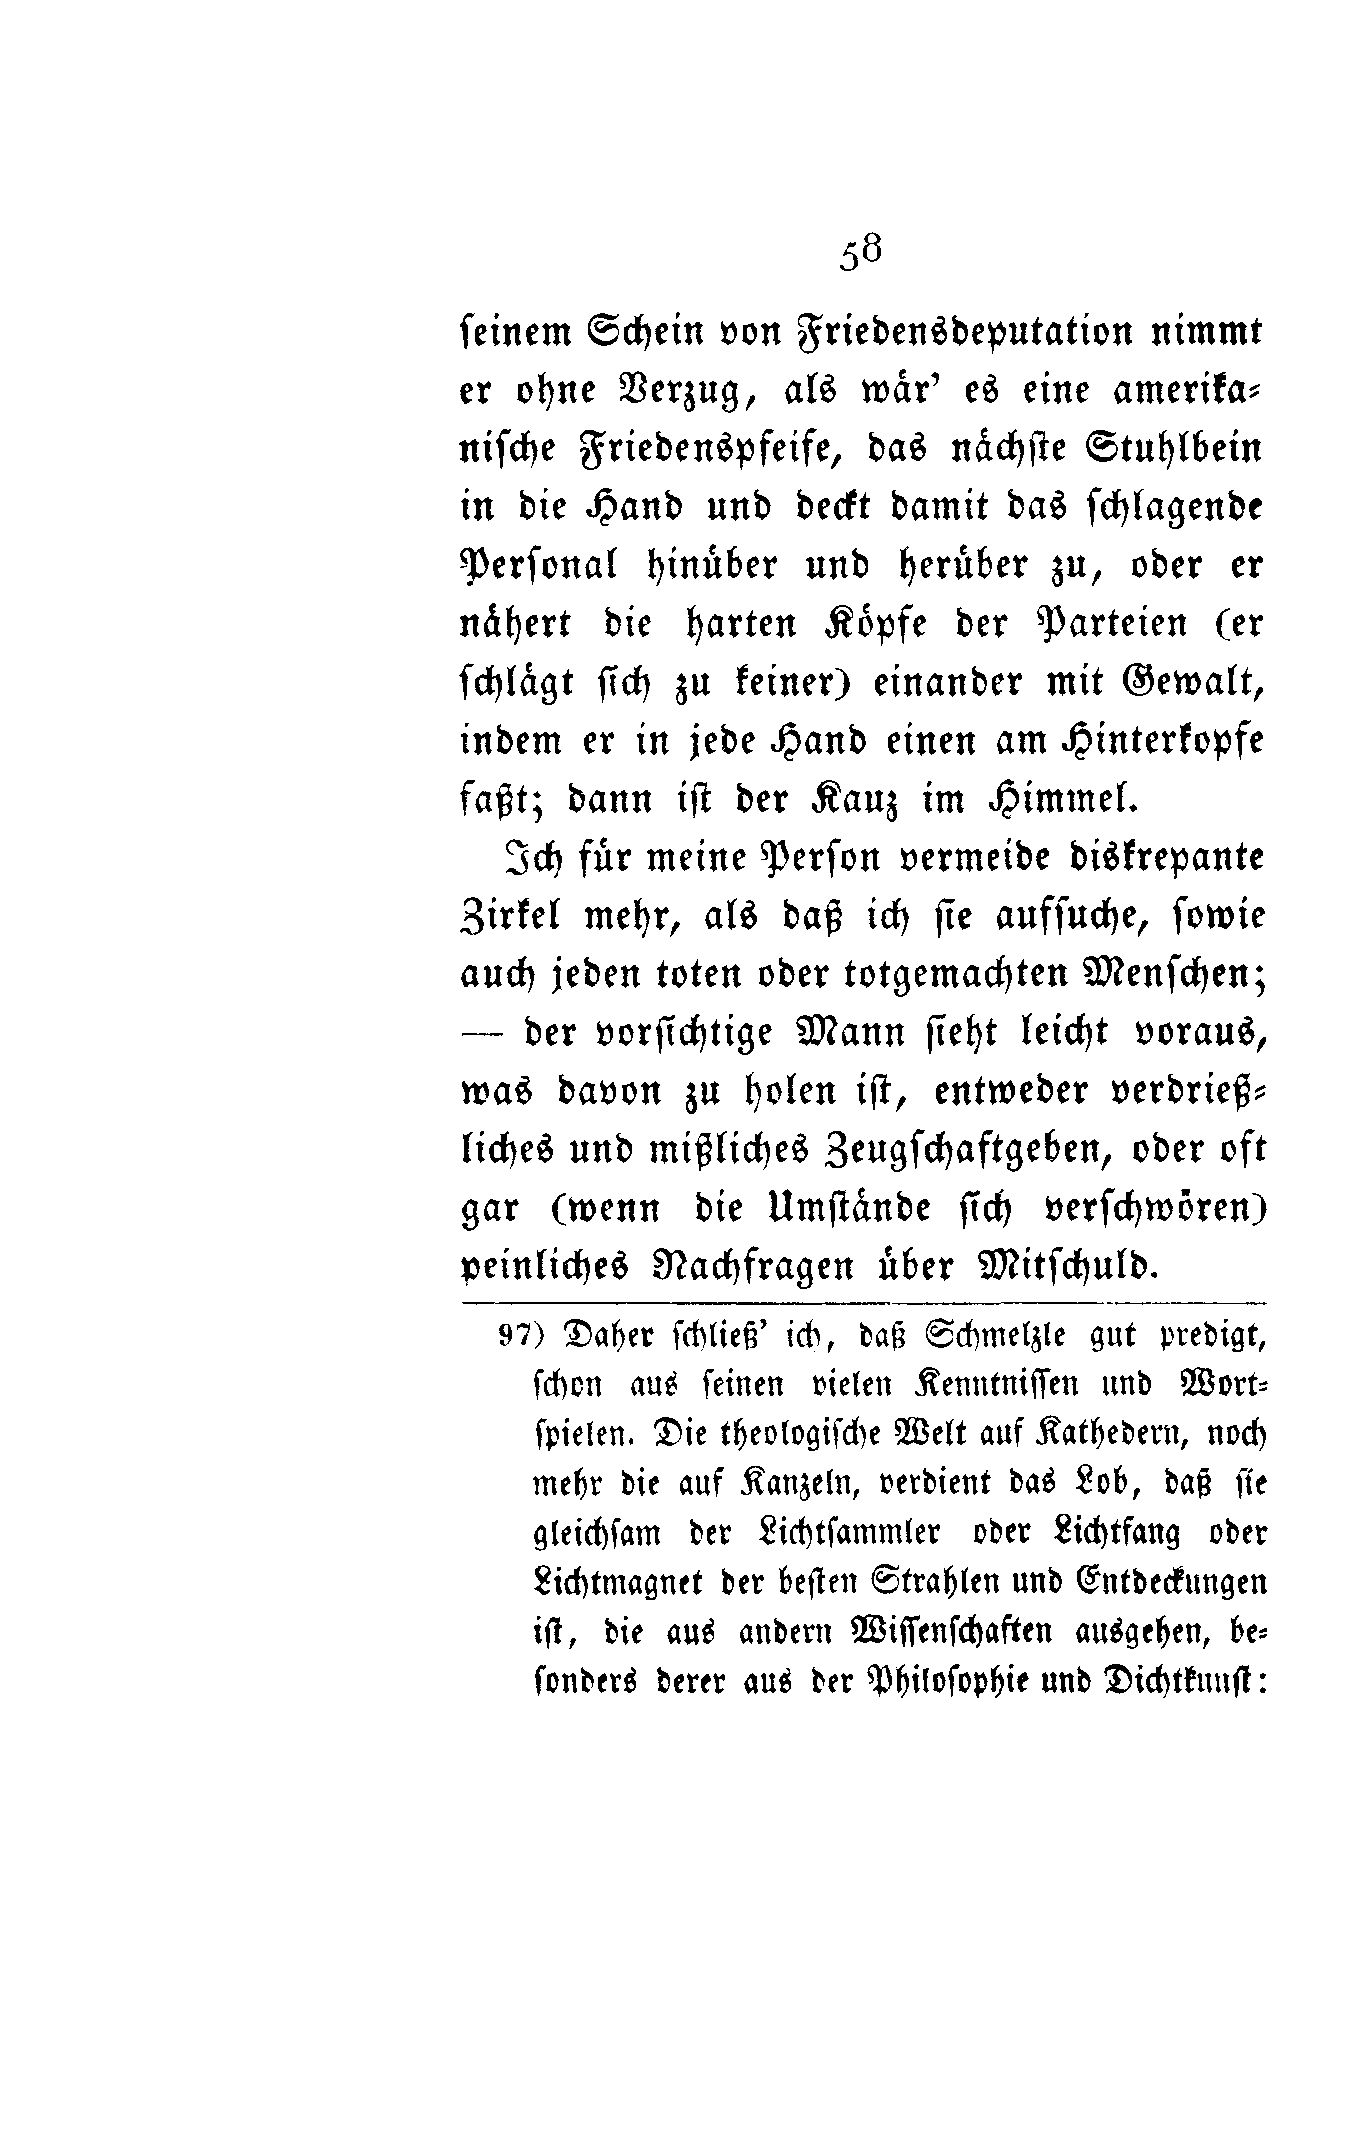 58
ſeinem Schein von Friedensdeputation nimmt
er ohne Verzug, als wär’ es eine amerika⸗
niſche Friedenspfeife, das nächſte Stuhlbein
in die Hand und deckt damit das ſchlagende
Perſonal hinüber und herüber zu, oder er
nähert die harten Köpfe der Parteien (er
ſchlägt ſich zu keiner) einander mit Gewalt,
indem er in jede Hand einen am Hinterkopfe
faßt; dann iſt der Kauz im Himmel.
Ich für meine Perſon vermeide diskrepante
Zirkel mehr, als daß ich ſie aufſuche, ſowie
auch jeden toten oder totgemachten Menſchen;
— der vorſichtige Mann ſieht leicht voraus,
was davon zu holen iſt, entweder verdrieß⸗
liches und mißliches Zeugſchaftgeben, oder oft
gar (wenn die Umſtände ſich verſchwören)
peinliches Nachfragen über Mitſchuld.
97) Daher ſchließ’ ich, daß Schmelzle gut predigt,
ſchon aus ſeinen vielen Kenntniſſen und Wort⸗
ſpielen. Die theologiſche Welt auf Kathedern, noch
mehr die auf Kanzeln, verdient das Lob, daß ſie
gleichſam der Lichtſammler oder Lichtfang oder
Lichtmagnet der beſten Strahlen und Entdeckungen
iſt, die aus andern Wiſſenſchaften ausgehen, be⸗
ſonders derer aus der Philoſophie und Dichtkunſt: